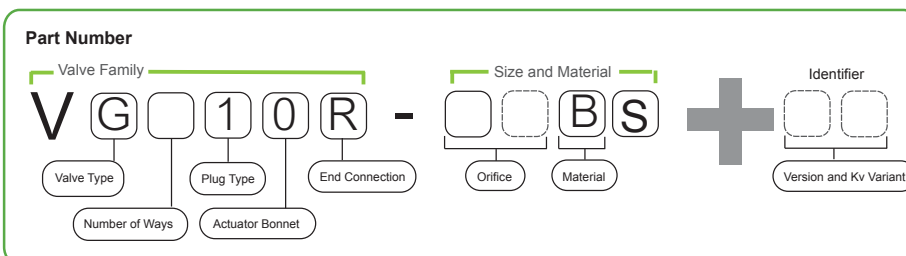 Part Number
Valve Family
Size and Material
Identifier
V G 1 0 R - B S
Valve Type
Plug Type
End Connection
Orifice
Material
Version and Kv Variant
Number of Ways
Actuator Bonnet